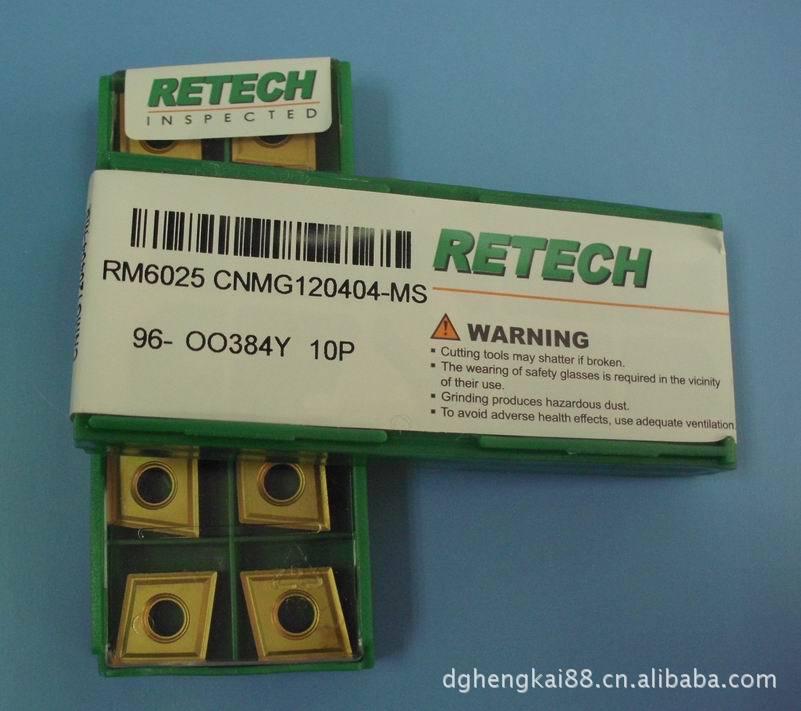 RETECH
INSPECTED
RM6025 CNMG120404-MS
96- OO384Y 10P
RETECH
WARNING
▪ Cutting tools may shatter if broken.
▪ The wearing of safety glasses is required in the vicinity
of their use.
▪ Grinding produces hazardous dust.
▪ To avoid adverse health effects, use adequate ventilation.
CNMG120404-MS
dghengkai88.cn.alibaba.com